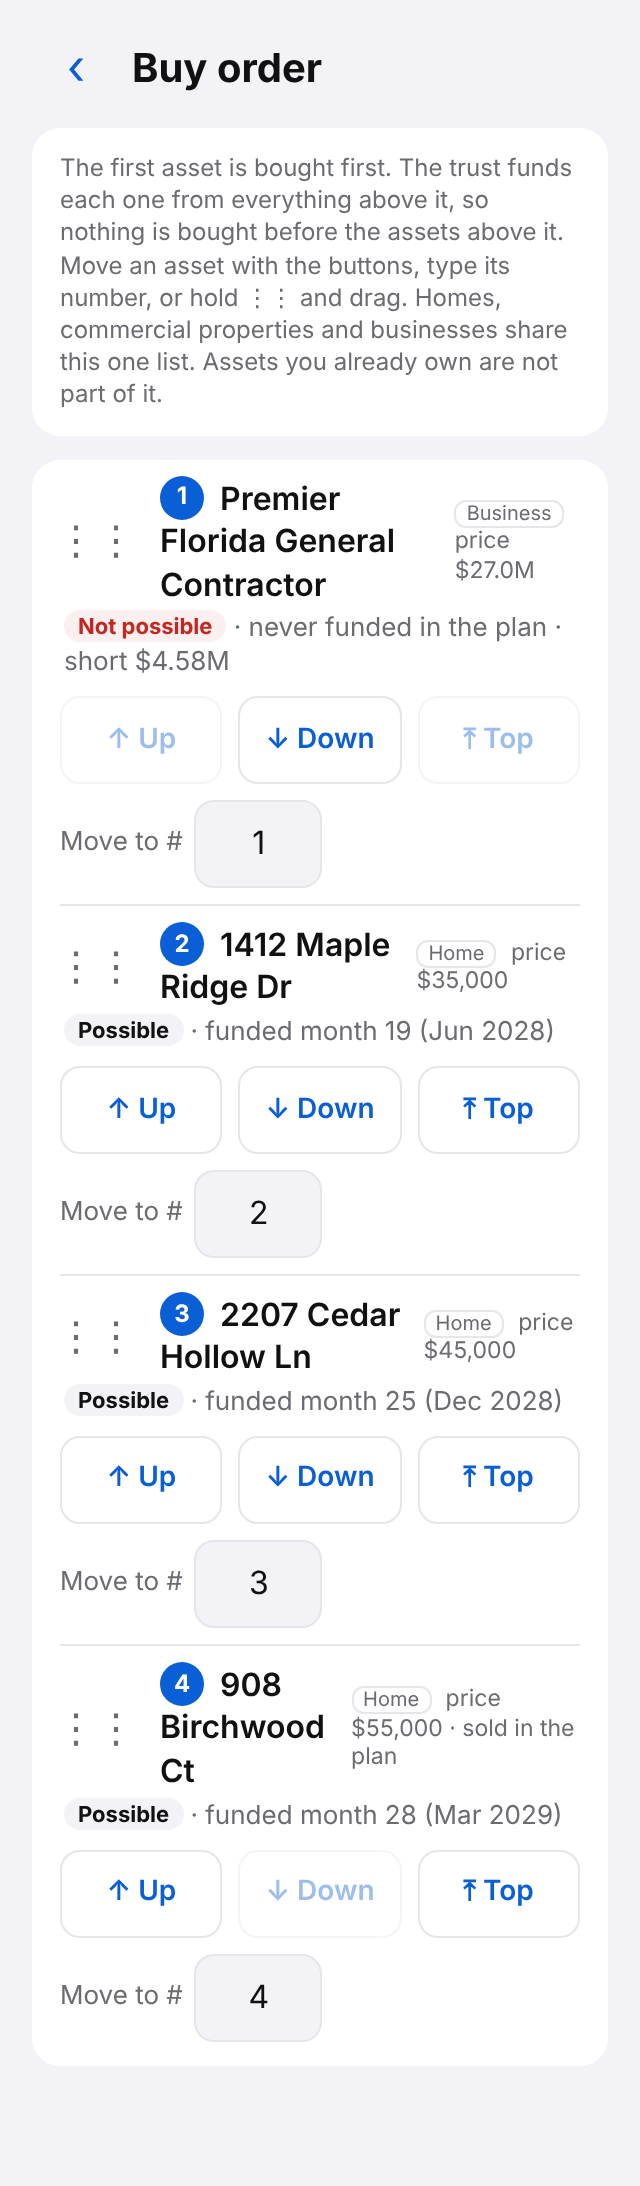 ‹ Buy order
The first asset is bought first. The trust funds
each one from everything above it, so
nothing is bought before the assets above it.
Move an asset with the buttons, type its
number, or hold ⋮⋮ and drag. Homes,
commercial properties and businesses share
this one list. Assets you already own are not
part of it.
⋮⋮ 1 Premier
Florida General
Contractor
Business
price
$27.0M
Not possible · never funded in the plan ·
short $4.58M
↑ Up ↓ Down ⤒ Top
Move to # 1
⋮⋮ 2 1412 Maple
Ridge Dr
Home price
$35,000
Possible · funded month 19 (Jun 2028)
↑ Up ↓ Down ⤒ Top
Move to # 2
⋮⋮ 3 2207 Cedar
Hollow Ln
Home price
$45,000
Possible · funded month 25 (Dec 2028)
↑ Up ↓ Down ⤒ Top
Move to # 3
⋮⋮ 4 908
Birchwood
Ct
Home price
$55,000 · sold in the
plan
Possible · funded month 28 (Mar 2029)
↑ Up ↓ Down ⤒ Top
Move to # 4